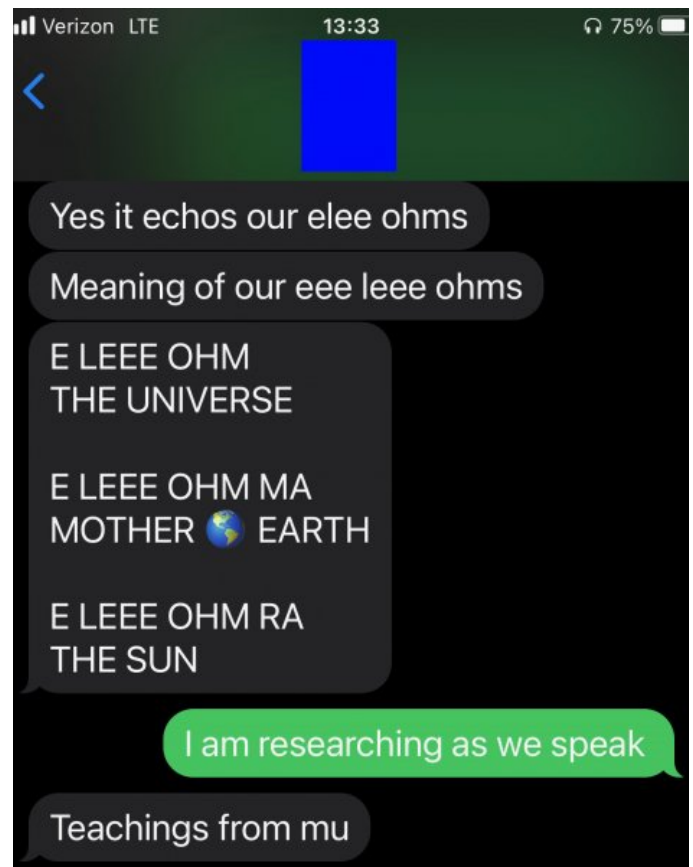 Verizon LTE 13:33 75%
Yes it echos our elee ohms
Meaning of our eee leee ohms
E LEEE OHM
THE UNIVERSE
E LEEE OHM MA
MOTHER 🌎 EARTH
E LEEE OHM RA
THE SUN
I am researching as we speak
Teachings from mu